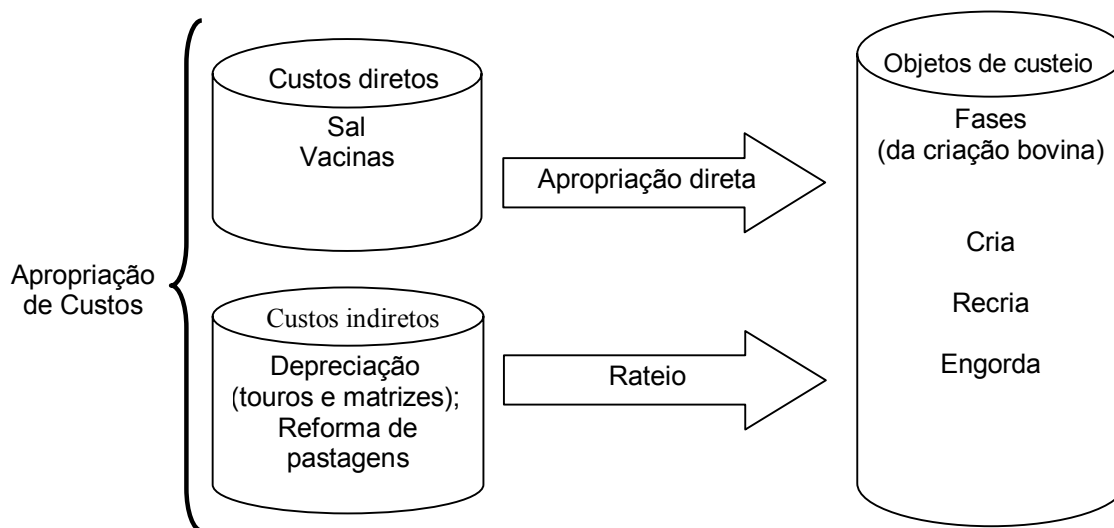 Apropriação
de Custos
Custos diretos
Sal
Vacinas
Apropriação direta
Custos indiretos
Depreciação
(touros e matrizes);
Reforma de
pastagens
Rateio
Objetos de custeio
Fases
(da criação bovina)
Cria
Recria
Engorda